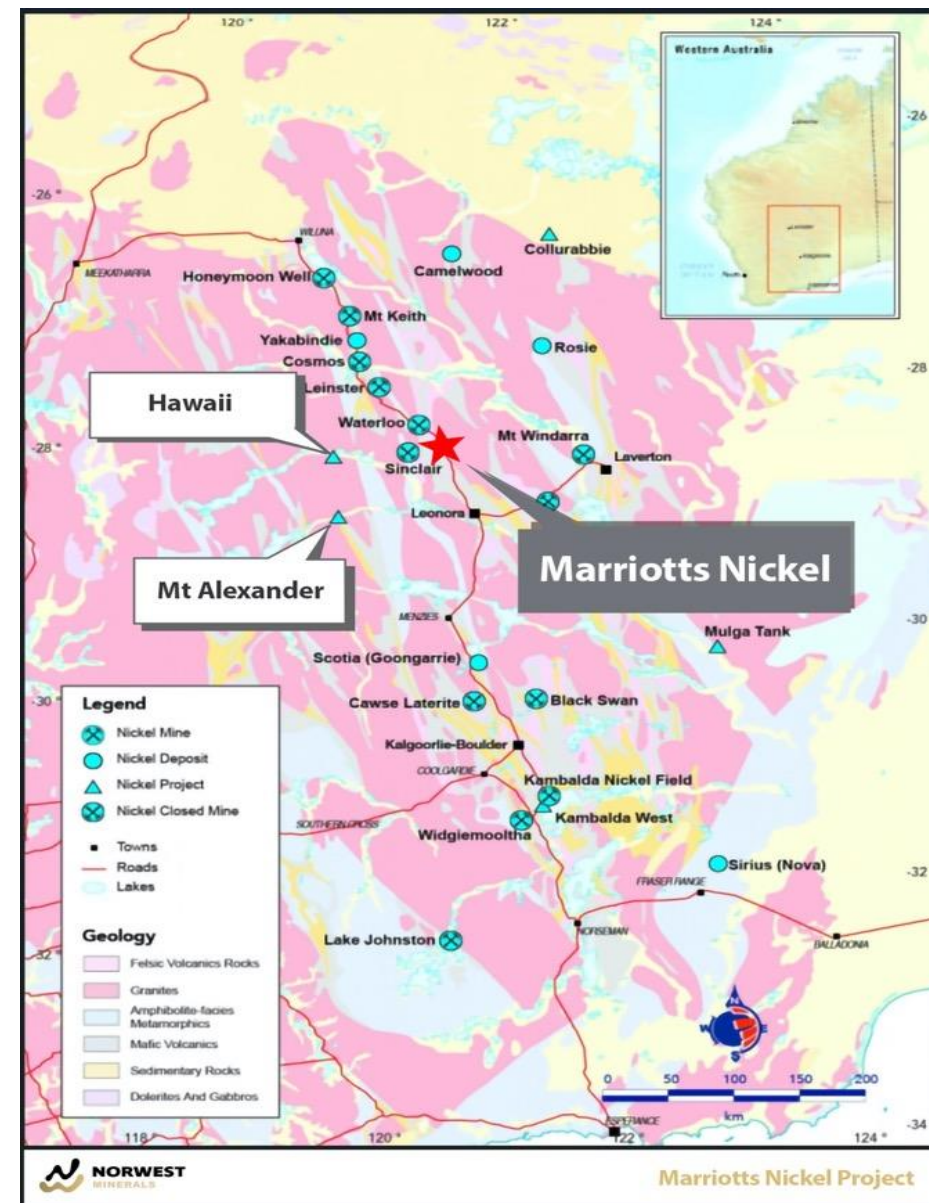 120 °
122 °
124 °
Western Australia
Perth
-26
-26 °
WILUNA
MEEKATHARRA
Collurabbie
Camelwood
Honeymoon Well
Mt Keith
Yakabindie
Rosie
Cosmos
-28
Leinster
Hawaii
Waterloo
Mt Windarra
-28 °
Laverton
Sinclair
Leonora
Marriotts Nickel
Mt Alexander
MENZIES
-30
Mulga Tank
Scotia (Goongarrie)
-30 °
Cawse Laterite
Black Swan
Kalgoorlie-Boulder
COOLGARDIE
Kambalda Nickel Field
Kambalda West
SOUTHERN CROSS
Widgiemooltha
Sirius (Nova)
-32
FRASER RANGE
NORSEMAN
BALLADONIA
Lake Johnston
-32 °
Legend
Nickel Mine
Nickel Deposit
Nickel Project
Nickel Closed Mine
Towns
Roads
Lakes
Geology
Felsic Volcanics Rocks
Granites
Amphibolite-facies
Metamorphics
Mafic Volcanics
Sedimentary Rocks
Dolerites And Gabbros
N
W E
S
0 50 100 150 200
km
ESPERANCE
-34
118 °
120 °
122 °
124 °
NORWEST
MINERALS
Marriotts Nickel Project